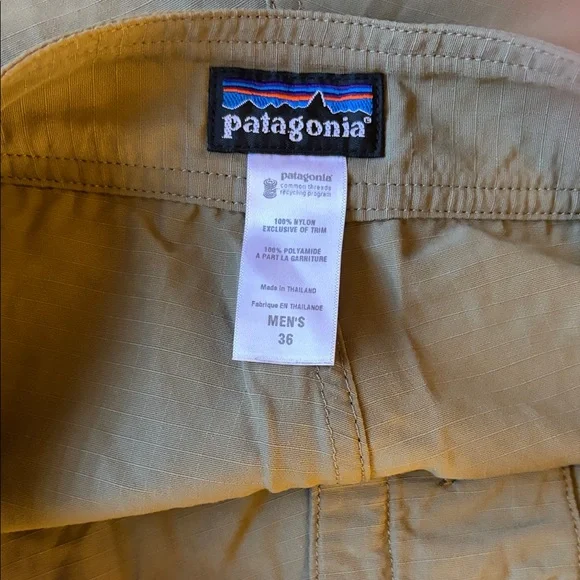 patagonia®
patagonia®
common threads
recycling program
100% NYLON
EXCLUSIVE OF TRIM
100% POLYAMIDE
A PART LA GARNITURE
Made in THAILAND
Fabriqué EN THAILANDE
MEN'S
36